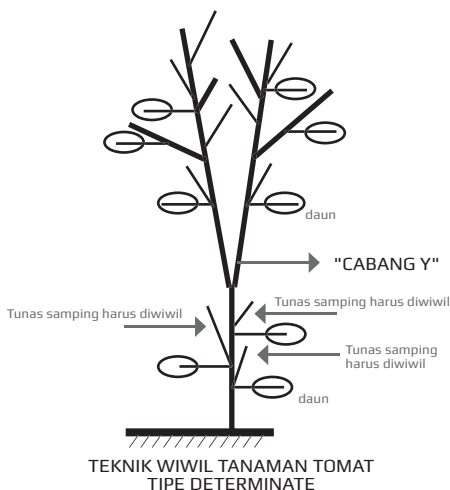 daun
"CABANG Y"
Tunas samping harus diwiwil
Tunas samping harus diwiwil
Tunas samping
harus diwiwil
daun
TEKNIK WIWIL TANAMAN TOMAT
TIPE DETERMINATE